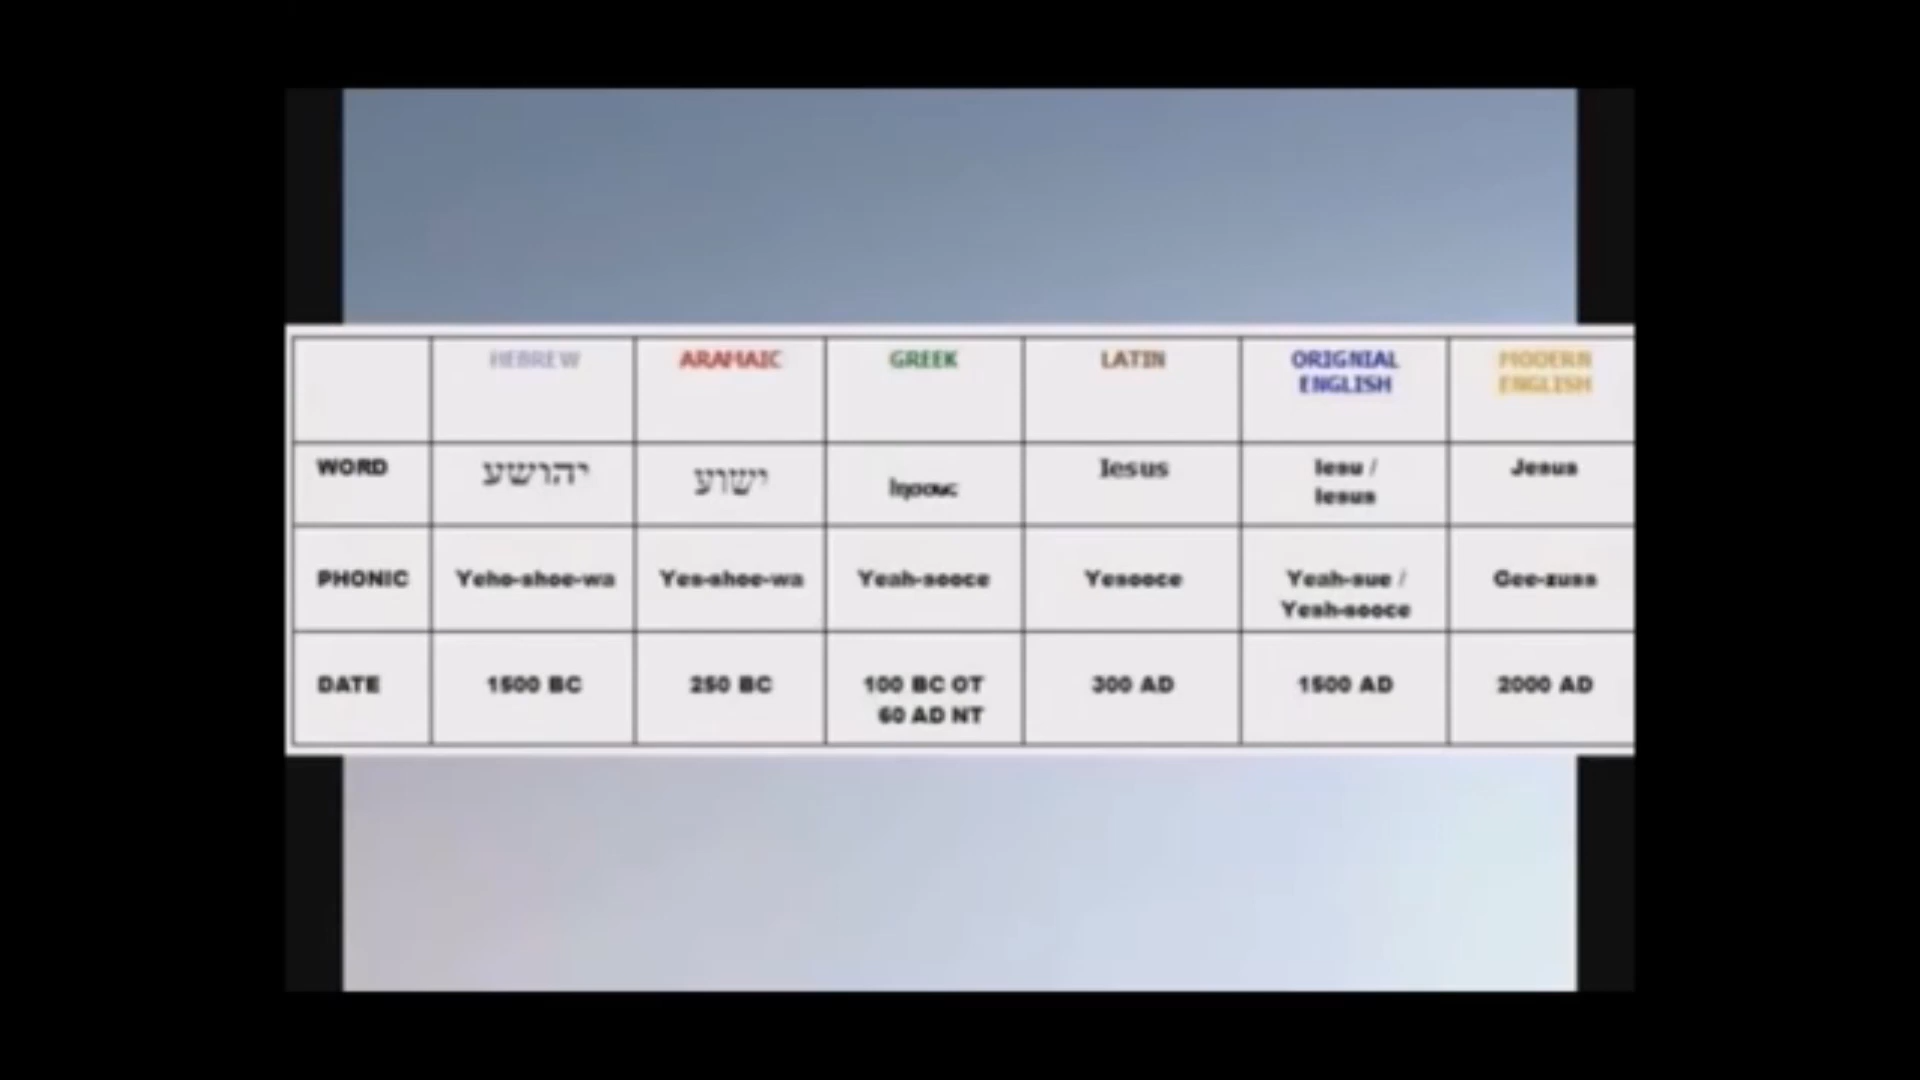 HEBREW ARAMAIC GREEK LATIN ORIGNIAL ENGLISH MODERN ENGLISH
WORD יהושע ישוע Ιησους Iesus Iesu / Iesus Jesus
PHONIC Yeho-shoe-wa Yes-shoe-wa Yeah-sooce Yesooce Yeah-sue / Yesh-sooce Gee-zuss
DATE 1500 BC 250 BC 100 BC OT 60 AD NT 300 AD 1500 AD 2000 AD